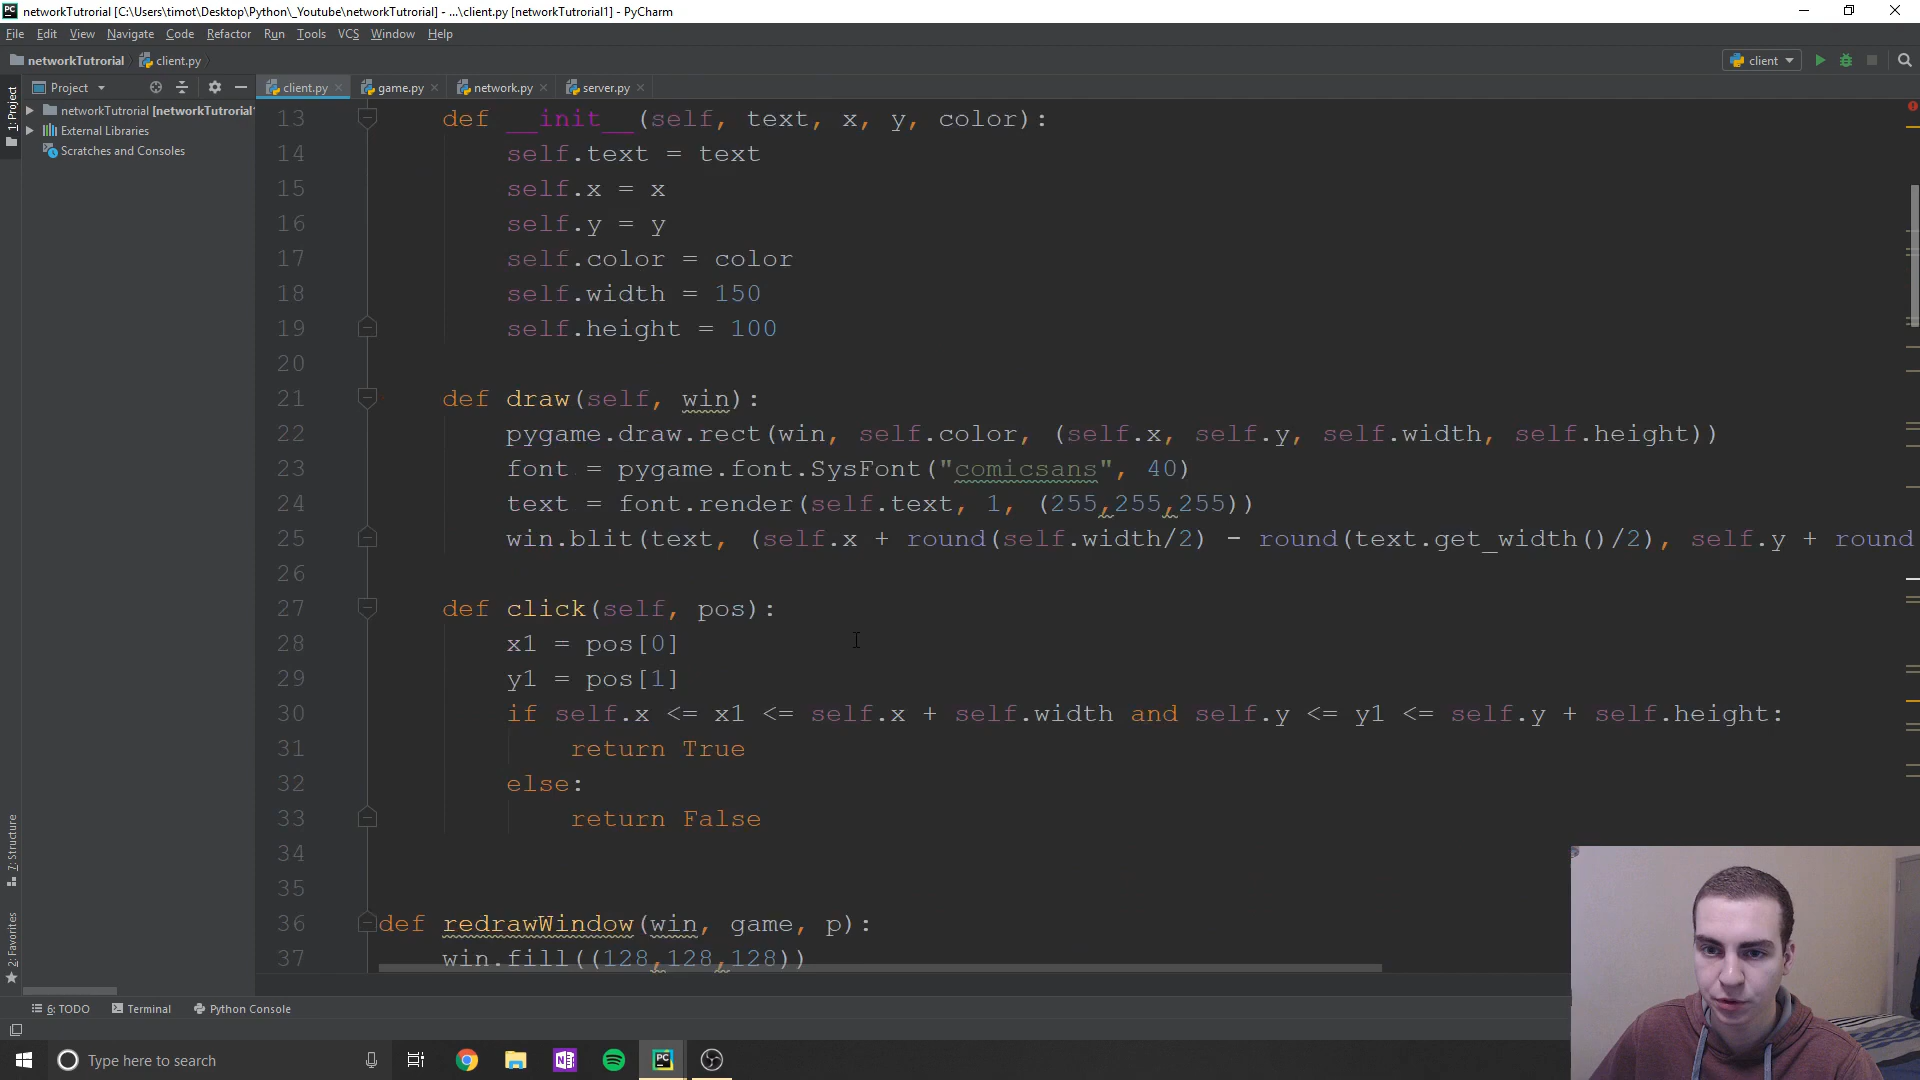 networkTutorial [C:\Users\timot\Desktop\Python\_Youtube\networkTutorial] - ...\client.py [networkTutorial1] - PyCharm
File Edit View Navigate Code Refactor Run Tools VCS Window Help
networkTutrorial client.py client
Project client.py game.py network.py server.py
1: Project
networkTutrorial [networkTutrorial
External Libraries
Scratches and Consoles
13 def __init__(self, text, x, y, color):
14 self.text = text
15 self.x = x
16 self.y = y
17 self.color = color
18 self.width = 150
19 self.height = 100
20
21 def draw(self, win):
22 pygame.draw.rect(win, self.color, (self.x, self.y, self.width, self.height))
23 font = pygame.font.SysFont("comicsans", 40)
24 text = font.render(self.text, 1, (255,255,255))
25 win.blit(text, (self.x + round(self.width/2) - round(text.get_width()/2), self.y + round
26
27 def click(self, pos):
28 x1 = pos[0]
29 y1 = pos[1]
30 if self.x <= x1 <= self.x + self.width and self.y <= y1 <= self.y + self.height:
31 return True
32 else:
33 return False
34
35
36 def redrawWindow(win, game, p):
37 win.fill((128,128,128))
7: Structure
2: Favorites
6: TODO Terminal Python Console
Type here to search